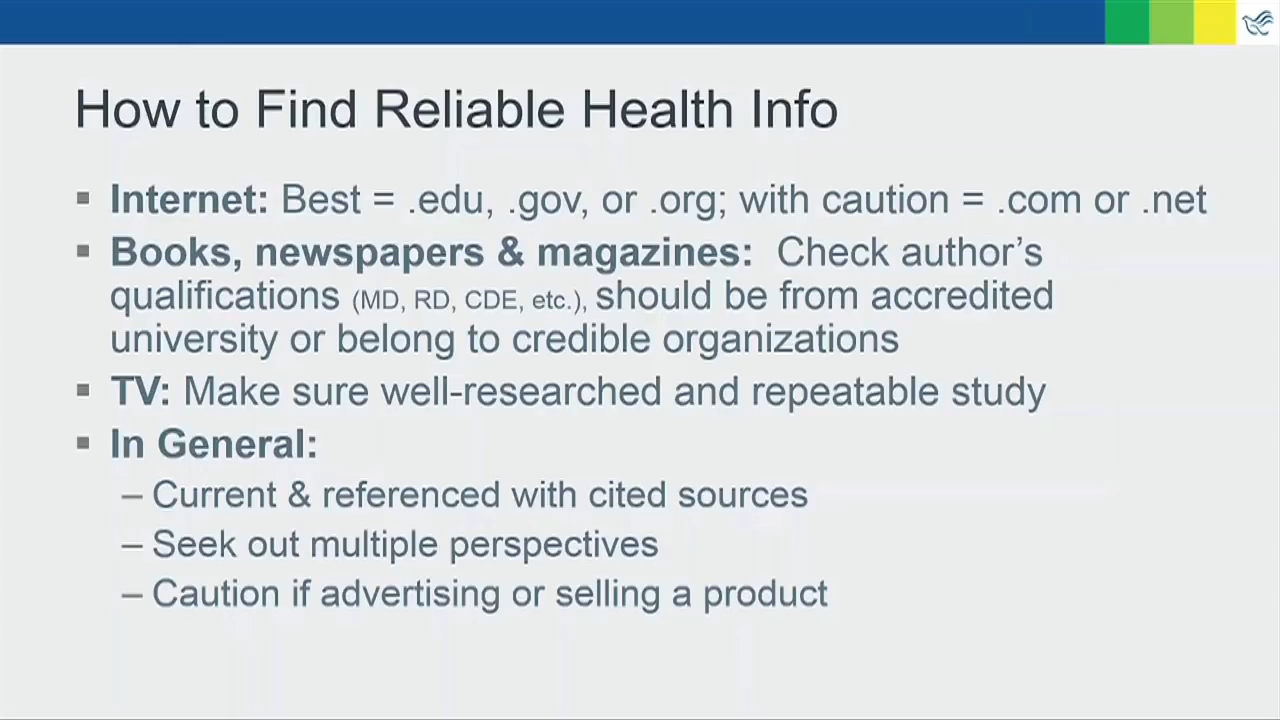 How to Find Reliable Health Info
▪ Internet: Best = .edu, .gov, or .org; with caution = .com or .net
▪ Books, newspapers & magazines: Check author’s
qualifications (MD, RD, CDE, etc.), should be from accredited
university or belong to credible organizations
▪ TV: Make sure well-researched and repeatable study
▪ In General:
– Current & referenced with cited sources
– Seek out multiple perspectives
– Caution if advertising or selling a product